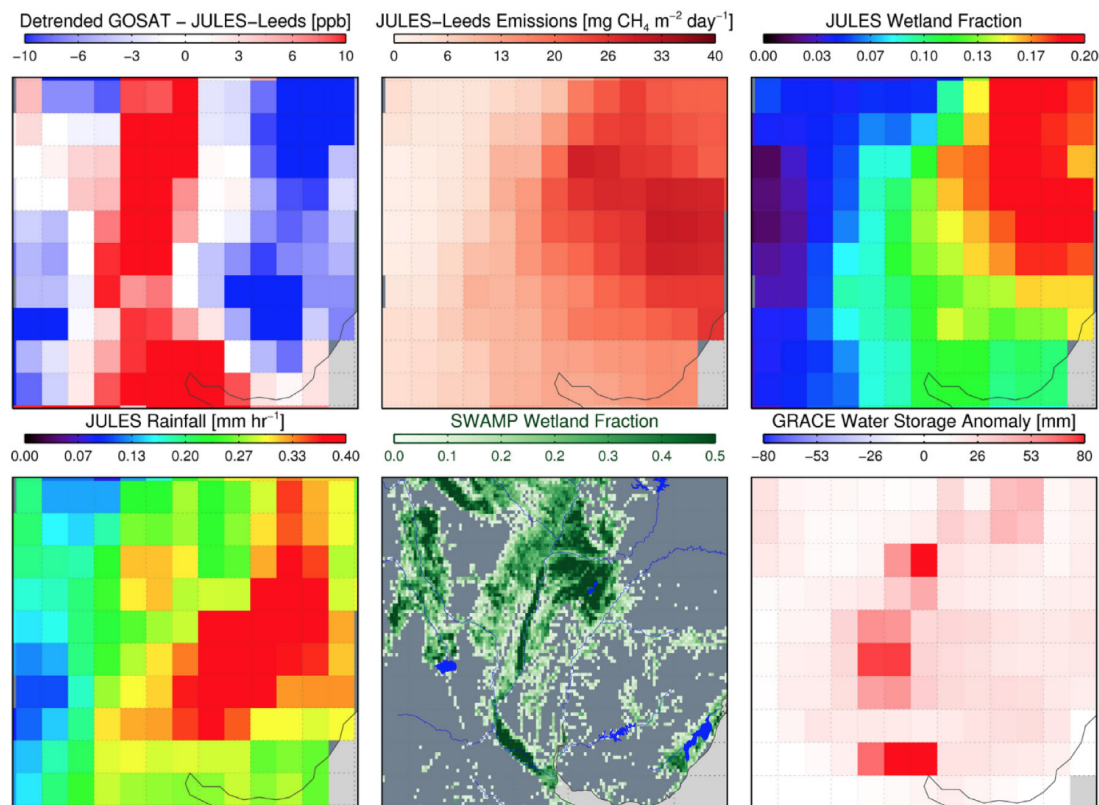 Detrended GOSAT − JULES−Leeds [ppb]
−10 −6 −3 0 3 6 10
JULES−Leeds Emissions [mg CH₄ m⁻² day⁻¹]
0 6 13 20 26 33 40
JULES Wetland Fraction
0.00 0.03 0.07 0.10 0.13 0.17 0.20
JULES Rainfall [mm hr⁻¹]
0.00 0.07 0.13 0.20 0.27 0.33 0.40
SWAMP Wetland Fraction
0.0 0.1 0.2 0.2 0.3 0.4 0.5
GRACE Water Storage Anomaly [mm]
−80 −53 −26 0 26 53 80